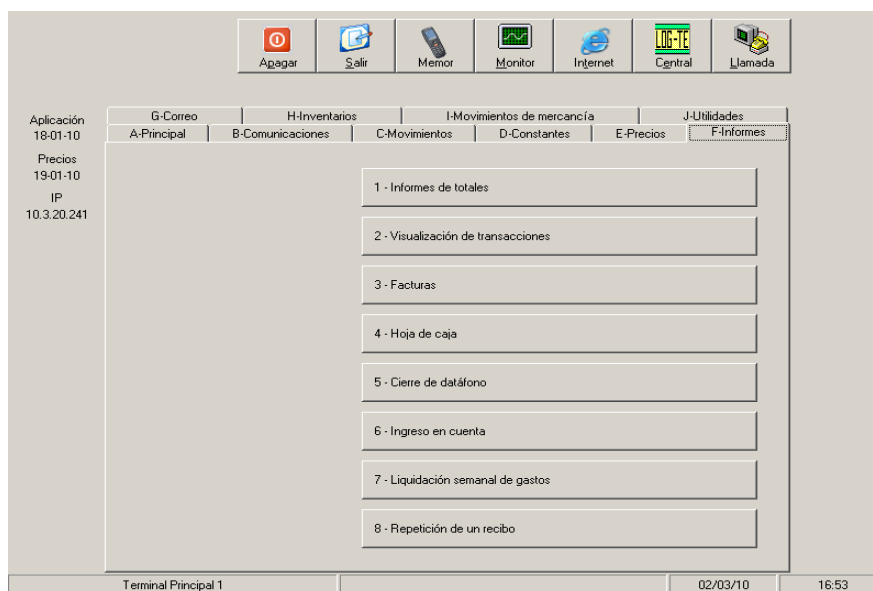 Apagar
Salir
Memor
Monitor
Internet
LOG-TE
Central
Llamada
Aplicación
18-01-10
Precios
19-01-10
IP
10.3.20.241
G-Correo
H-Inventarios
I-Movimientos de mercancía
J-Utilidades
A-Principal
B-Comunicaciones
C-Movimientos
D-Constantes
E-Precios
F-Informes
1 - Informes de totales
2 - Visualización de transacciones
3 - Facturas
4 - Hoja de caja
5 - Cierre de datáfono
6 - Ingreso en cuenta
7 - Liquidación semanal de gastos
8 - Repetición de un recibo
Terminal Principal 1
02/03/10
16:53